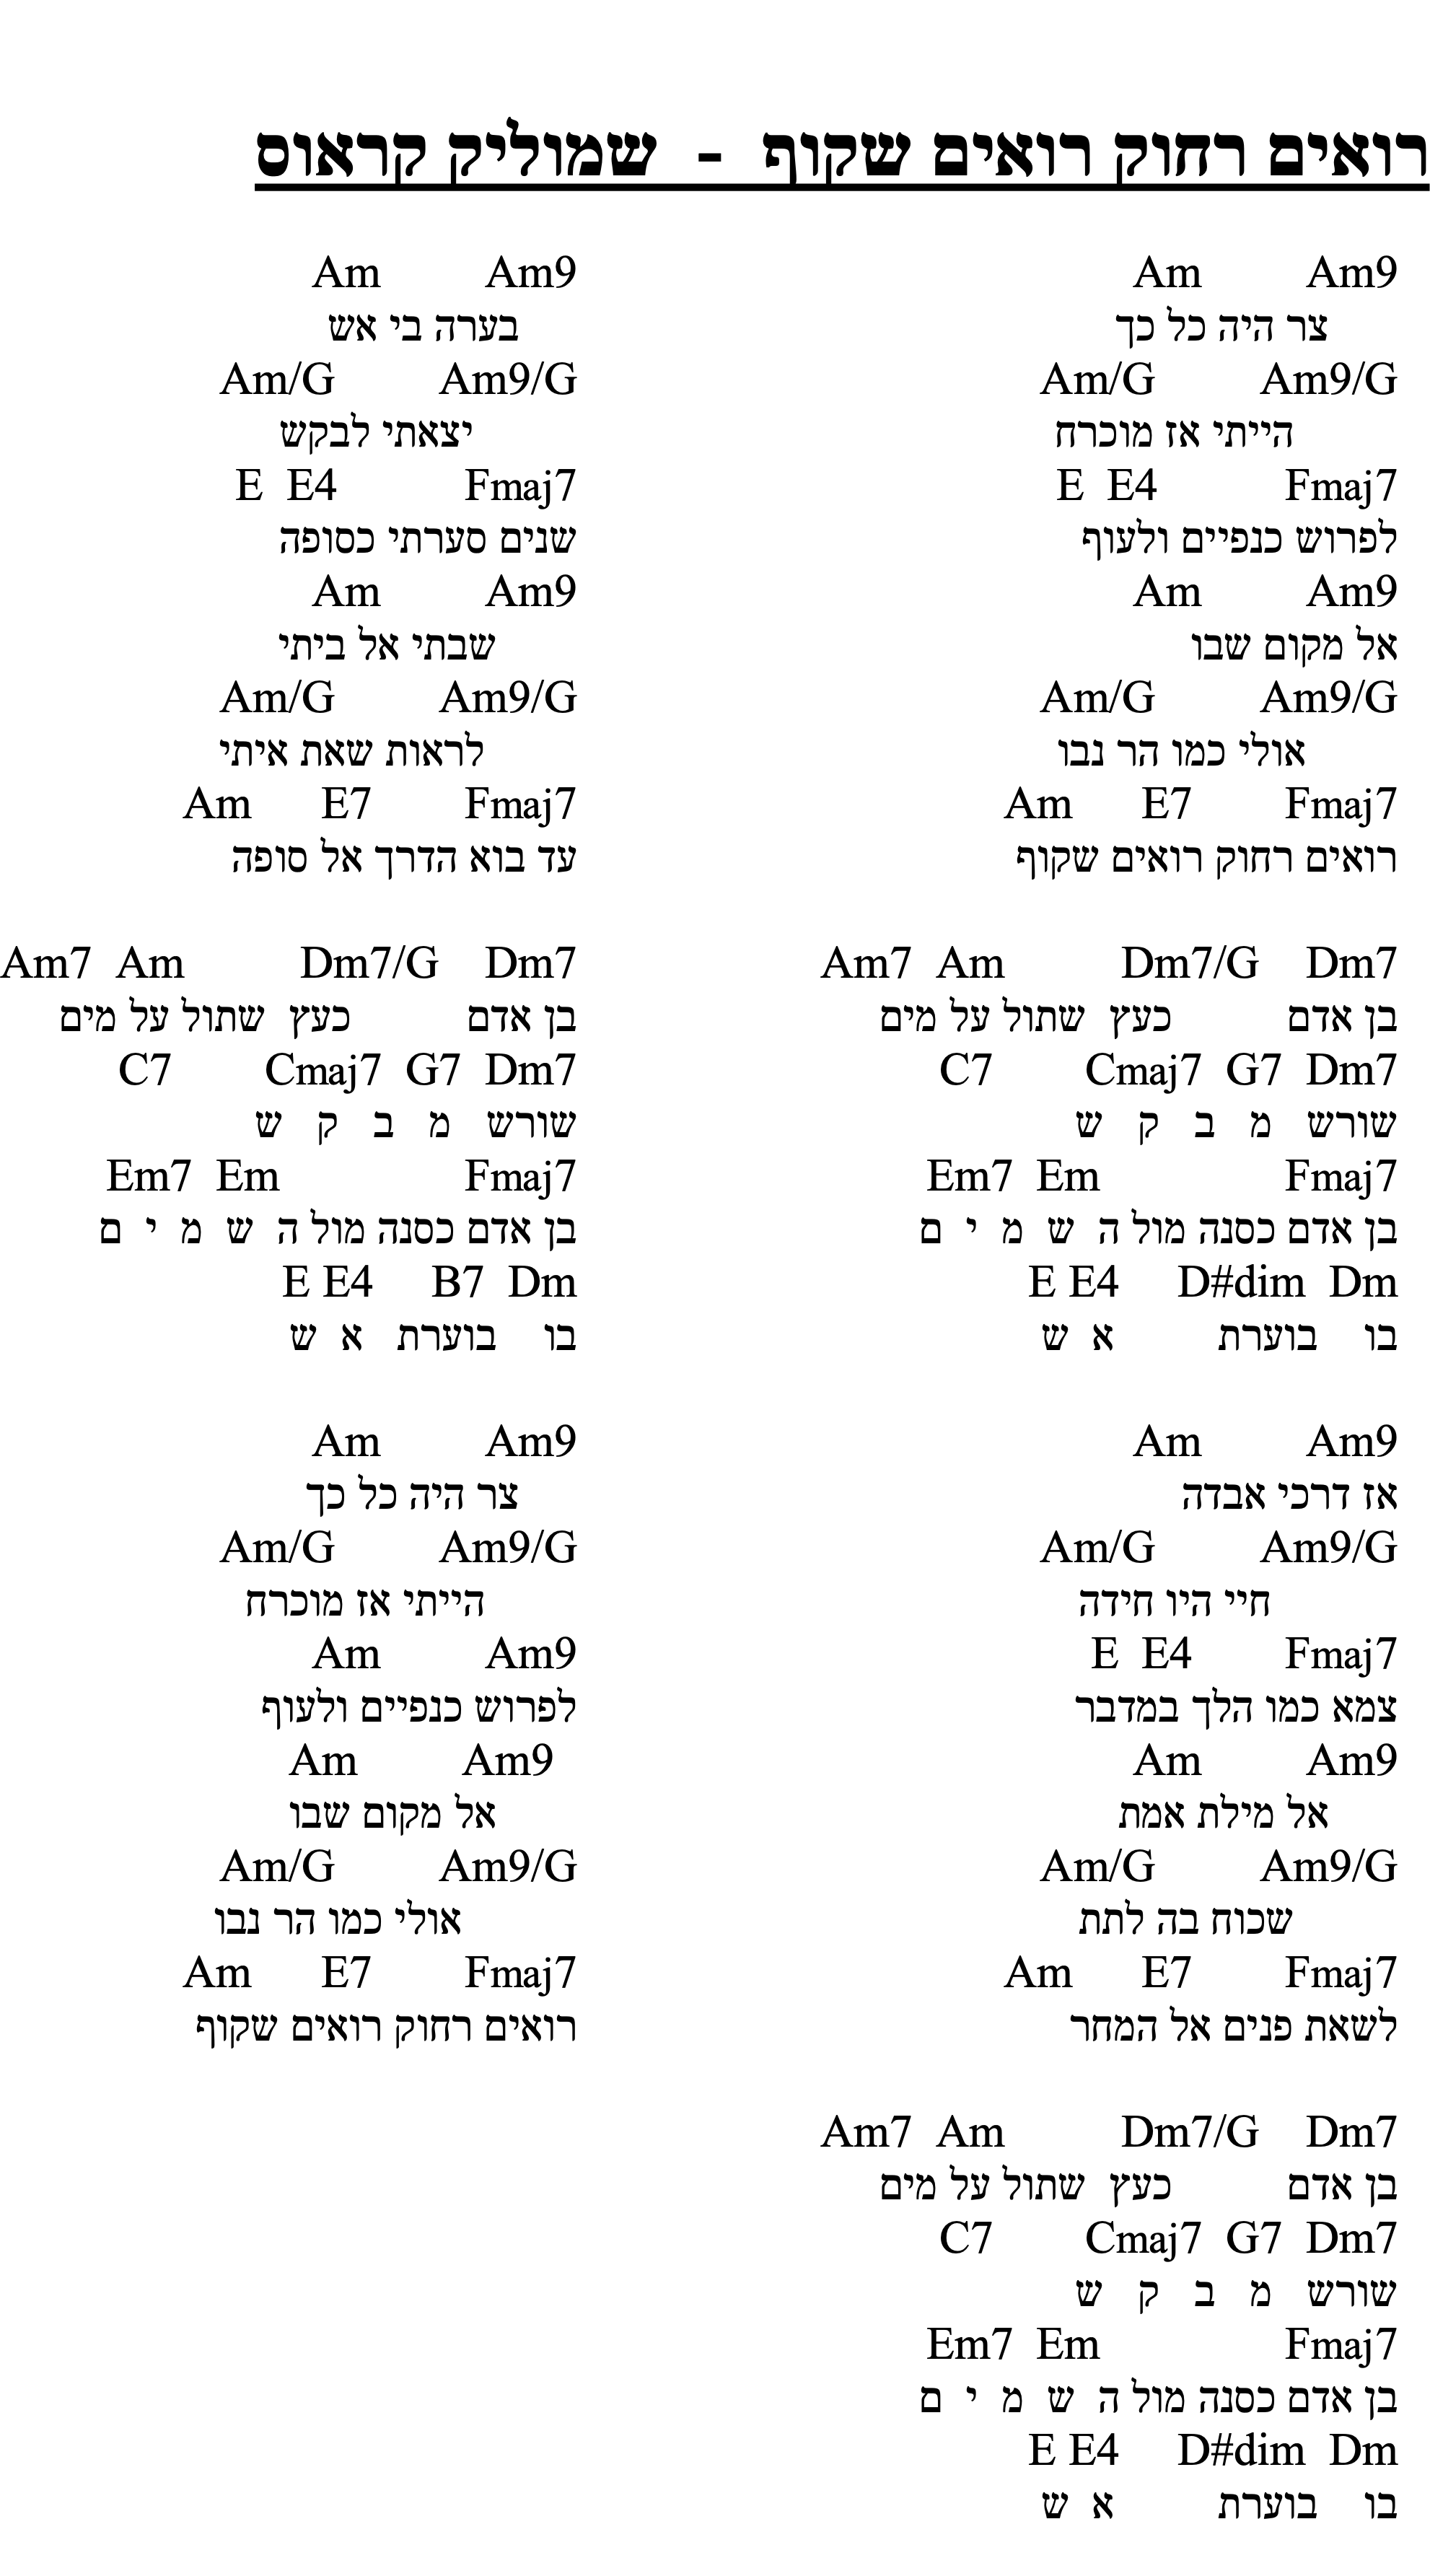 רואים רחוק רואים שקוף - שמוליק קראוס
Am9 Am
צר היה כל כך
Am9/G Am/G
הייתי אז מוכרח
Fmaj7 E4 E
לפרוש כנפיים ולעוף
Am9 Am
אל מקום שבו
Am9/G Am/G
אולי כמו הר נבו
Fmaj7 E7 Am
רואים רחוק רואים שקוף
Dm7 Dm7/G Am Am7
בן אדם כעץ שתול על מים
Dm7 G7 Cmaj7 C7
שורש מ ב ק ש
Fmaj7 Em Em7
בן אדם כסנה מול ה ש מ י ם
Dm D#dim E4 E
בו בוערת א ש
Am9 Am
אז דרכי אבדה
Am9/G Am/G
חיי היו חידה
Fmaj7 E4 E
צמא כמו הלך במדבר
Am9 Am
אל מילת אמת
Am9/G Am/G
שכוח בה לתת
Fmaj7 E7 Am
לשאת פנים אל המחר
Dm7 Dm7/G Am Am7
בן אדם כעץ שתול על מים
Dm7 G7 Cmaj7 C7
שורש מ ב ק ש
Fmaj7 Em Em7
בן אדם כסנה מול ה ש מ י ם
Dm D#dim E4 E
בו בוערת א ש
Am9 Am
בערה בי אש
Am9/G Am/G
יצאתי לבקש
Fmaj7 E4 E
שנים סערתי כסופה
Am9 Am
שבתי אל ביתי
Am9/G Am/G
לראות שאת איתי
Fmaj7 E7 Am
עד בוא הדרך אל סופה
Dm7 Dm7/G Am Am7
בן אדם כעץ שתול על מים
Dm7 G7 Cmaj7 C7
שורש מ ב ק ש
Fmaj7 Em Em7
בן אדם כסנה מול ה ש מ י ם
Dm B7 E4 E
בו בוערת א ש
Am9 Am
צר היה כל כך
Am9/G Am/G
הייתי אז מוכרח
Am9 Am
לפרוש כנפיים ולעוף
Am9 Am
אל מקום שבו
Am9/G Am/G
אולי כמו הר נבו
Fmaj7 E7 Am
רואים רחוק רואים שקוף